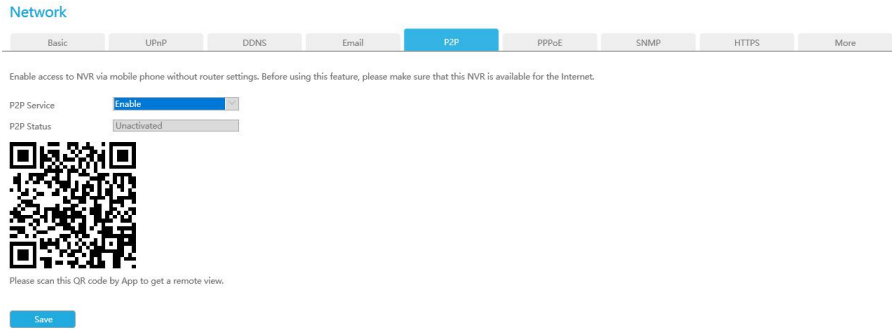 Network
Basic UPnP DDNS Email P2P PPPoE SNMP HTTPS More
Enable access to NVR via mobile phone without router settings. Before using this feature, please make sure that this NVR is available for the Internet.
P2P Service Enable
P2P Status Unactivated
Please scan this QR code by App to get a remote view.
Save